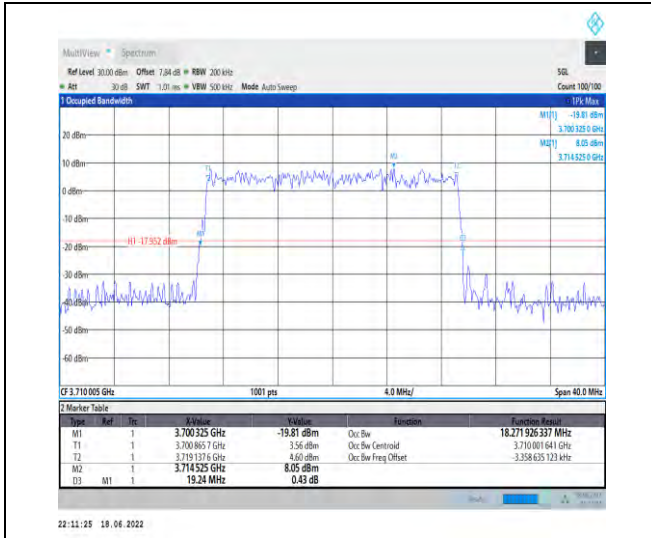 MultiView Spectrum
Ref Level 30.00 dBm Offset 7.84 dB RBW 200 kHz SGL
Att 30 dB SWT 1.01 ms VBW 500 kHz Mode Auto Sweep Count 100/100
1 Occupied Bandwidth 1Pk Max
M1[1] -19.81 dBm
3.700 325 0 GHz
M2[1] 8.05 dBm
3.714 525 0 GHz
20 dBm
10 dBm
M2
T1
0 dBm
-10 dBm
M1
H1 -17.952 dBm
D3
-20 dBm
-30 dBm
-40 dBm
-50 dBm
-60 dBm
CF 3.710 005 GHz 1001 pts 4.0 MHz/ Span 40.0 MHz
2 Marker Table
Type Ref Trc X-Value Y-Value Function Function Result
M1 1 3.700 325 GHz -19.81 dBm Occ Bw 18.271 926 337 MHz
T1 1 3.700 865 7 GHz 3.56 dBm Occ Bw Centroid 3.710 001 641 GHz
T2 1 3.719 137 6 GHz 4.60 dBm Occ Bw Freq Offset -3.358 635 123 kHz
M2 1 3.714 525 GHz 8.05 dBm
D3 M1 1 19.24 MHz 0.43 dB
22:11:25 18.06.2022